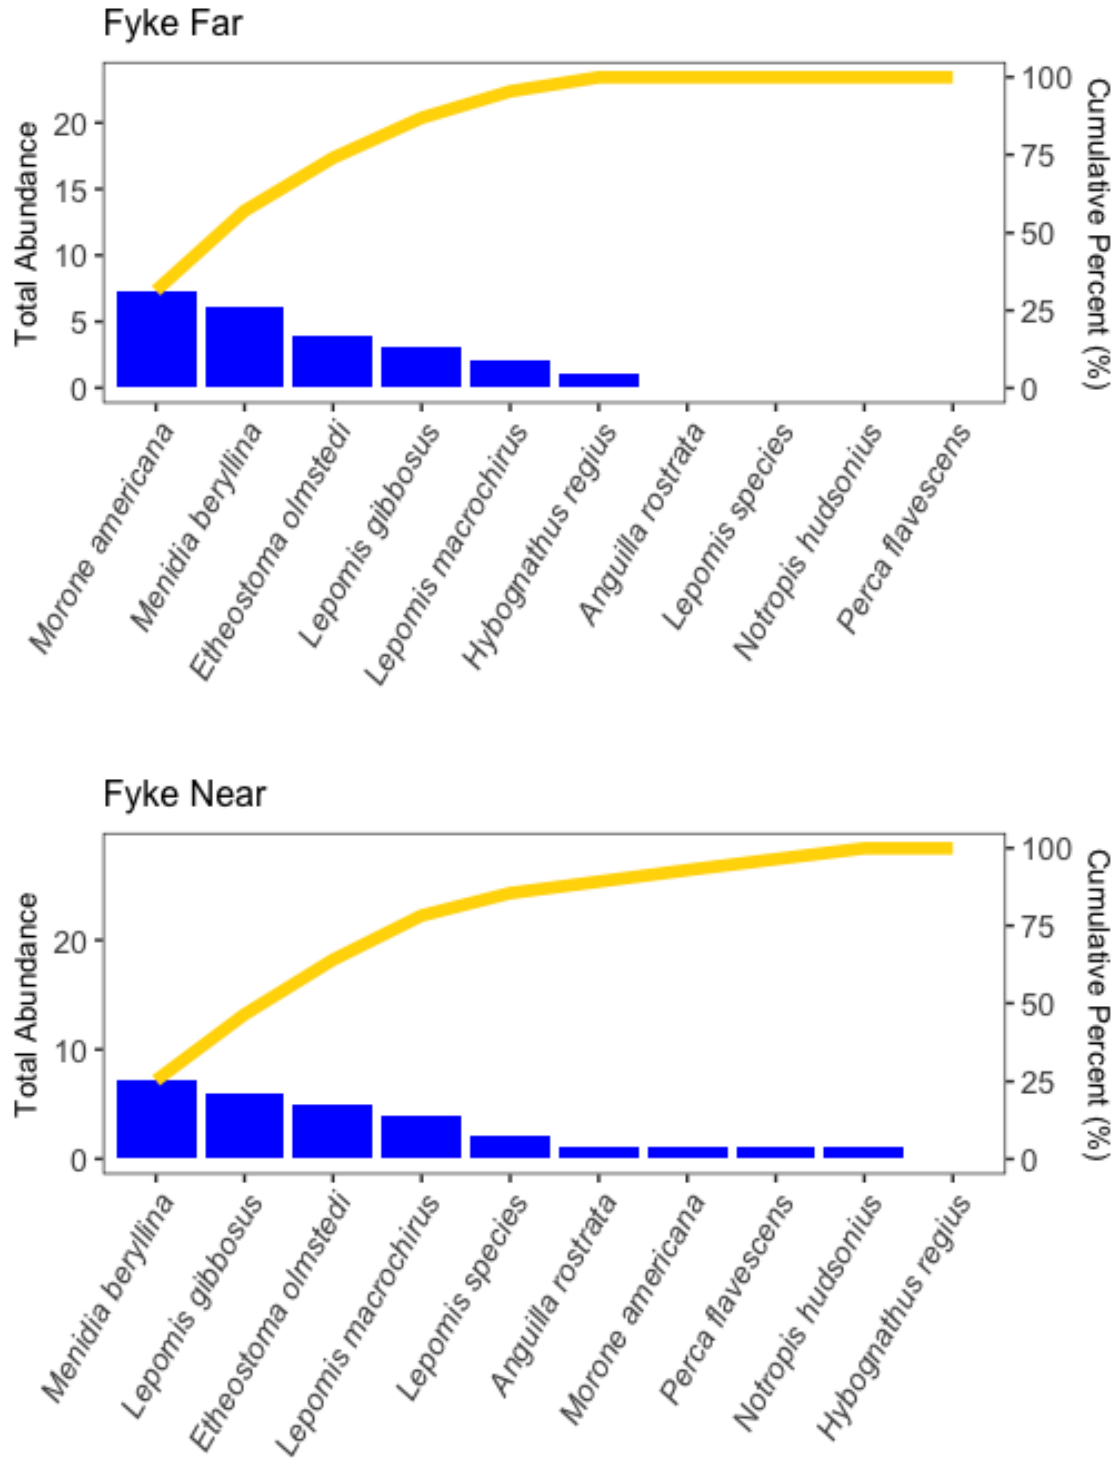 Fyke Far
Total Abundance
20
15
10
5
0
100
75
50
25
0
Cumulative Percent (%)
Morone americana
Menidia beryllina
Etheostoma olmstedi
Lepomis gibbosus
Lepomis macrochirus
Hybognathus regius
Anguilla rostrata
Lepomis species
Notropis hudsonius
Perca flavescens
Fyke Near
Total Abundance
20
10
0
100
75
50
25
0
Cumulative Percent (%)
Menidia beryllina
Lepomis gibbosus
Etheostoma olmstedi
Lepomis macrochirus
Lepomis species
Anguilla rostrata
Morone americana
Perca flavescens
Notropis hudsonius
Hybognathus regius